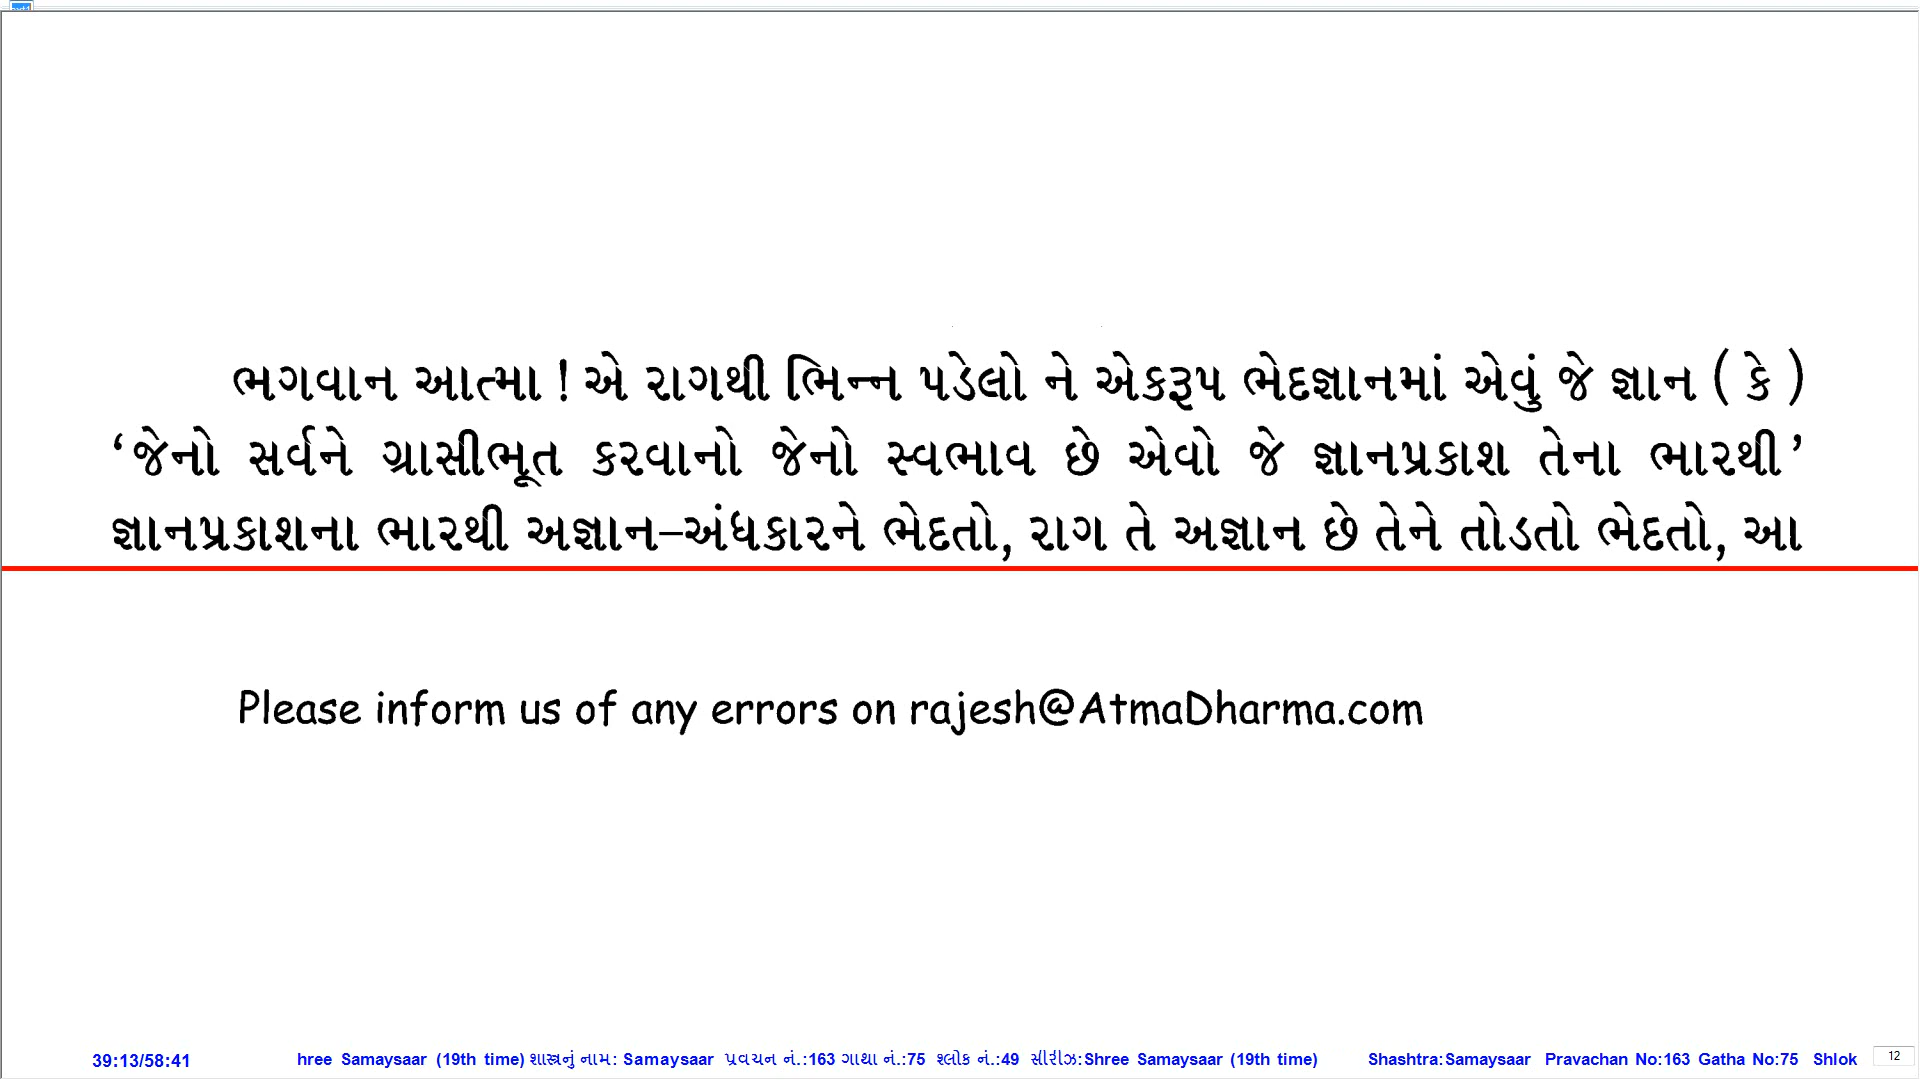 ભગવાન આત્મા ! એ રાગથી ભિન્ન પડેલો ને એકરૂપ ભેદજ્ઞાનમાં એવું જે જ્ઞાન ( કે )
‘જેનો સર્વને ગ્રાસીભૂત કરવાનો જેનો સ્વભાવ છે એવો જે જ્ઞાનપ્રકાશ તેના ભારથી’
જ્ઞાનપ્રકાશના ભારથી અજ્ઞાન–અંધકારને ભેદતો, રાગ તે અજ્ઞાન છે તેને તોડતો ભેદતો, આ
Please inform us of any errors on rajesh@AtmaDharma.com
39:13/58:41 hree Samaysaar (19th time) શાસ્ત્રનું નામ: Samaysaar પ્રવચન નં.:163 ગાથા નં.:75 શ્લોક નં.:49 સીરીઝ:Shree Samaysaar (19th time) Shashtra:Samaysaar Pravachan No:163 Gatha No:75 Shlok 12